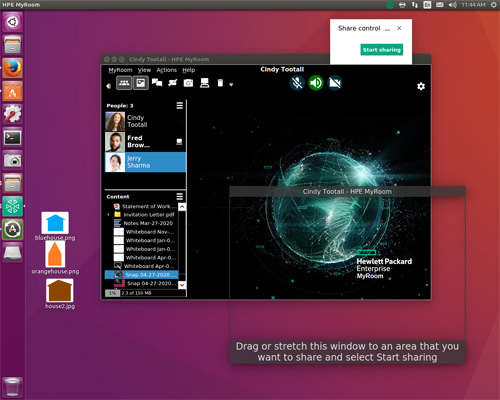 HPE MyRoom
En
11:44 AM
Share control
Start sharing
Cindy Tootall - HPE MyRoom
MyRoom View Actions Help
Cindy Tootall
People: 3
Cindy
Tootall
Fred
Brow...
Jerry
Sharma
Content
Statement of Work...
Invitation Letter.pdf
Notes Mar-27-2020
Whiteboard Nov-...
Whiteboard Jan-0...
Whiteboard Jan-0...
Whiteboard Apr-0...
Whiteboard Apr-0...
Snap 04-27-2020...
Snap 04-27-2020...
1% 2.3 of 150 MB
Cindy Tootall - HPE MyRoom
Hewlett Packard
Enterprise
MyRoom
Drag or stretch this window to an area that you
want to share and select Start sharing
bluehouse.png
orangehouse.png
house2.jpg